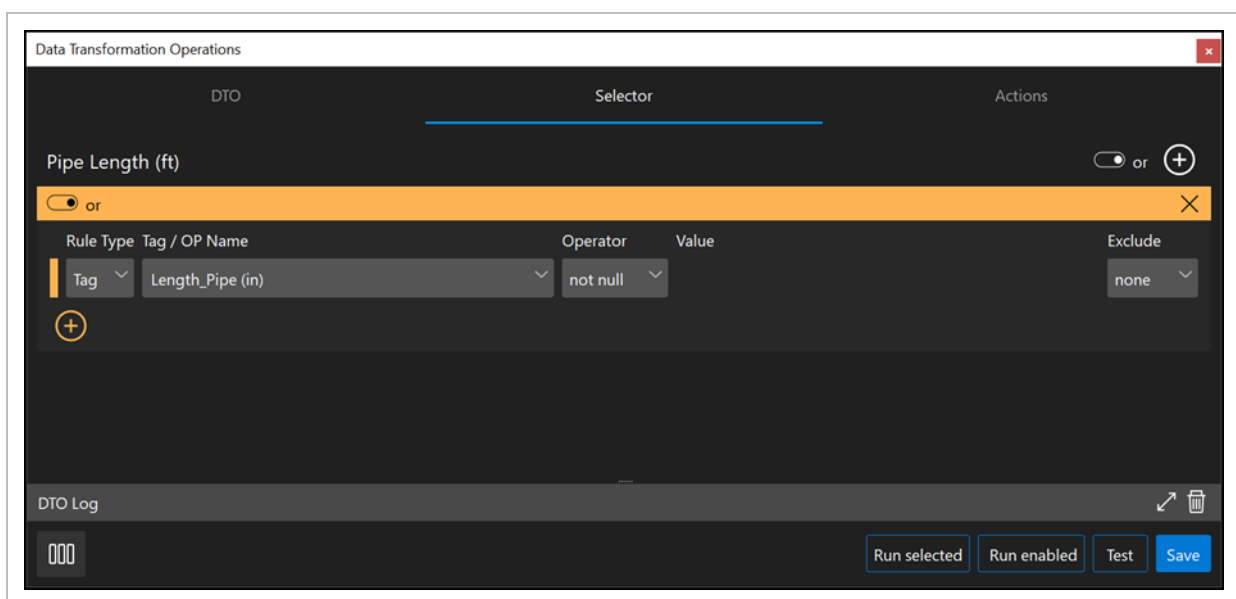 Data Transformation Operations
DTO Selector Actions
Pipe Length (ft) or
or
Rule Type Tag / OP Name Operator Value Exclude
Tag Length_Pipe (in) not null none
DTO Log
Run selected Run enabled Test Save